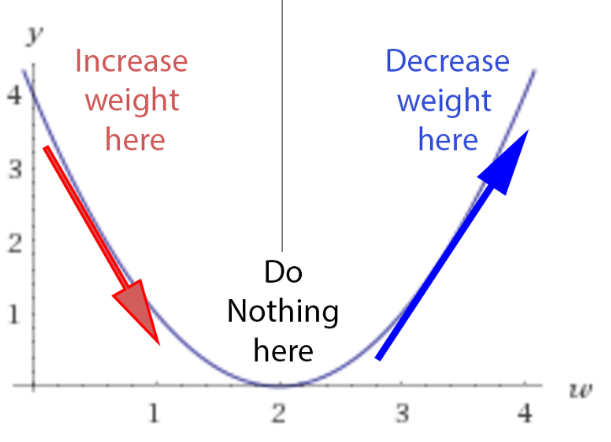 y
Increase
weight
here
Decrease
weight
here
4
3
2
1
Do
Nothing
here
w
1
2
3
4